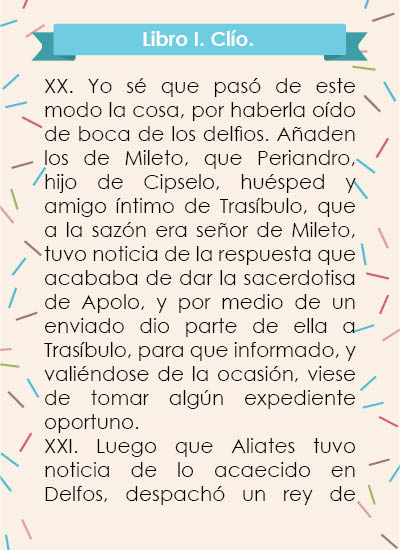 Libro I. Clío.
XX. Yo sé que pasó de este
modo la cosa, por haberla oído
de boca de los delfios. Añaden
los de Mileto, que Periandro,
hijo de Cipselo, huésped y
amigo íntimo de Trasíbulo, que
a la sazón era señor de Mileto,
tuvo noticia de la respuesta que
acababa de dar la sacerdotisa
de Apolo, y por medio de un
enviado dio parte de ella a
Trasíbulo, para que informado, y
valiéndose de la ocasión, viese
de tomar algún expediente
oportuno.
XXI. Luego que Aliates tuvo
noticia de lo acaecido en
Delfos, despachó un rey de